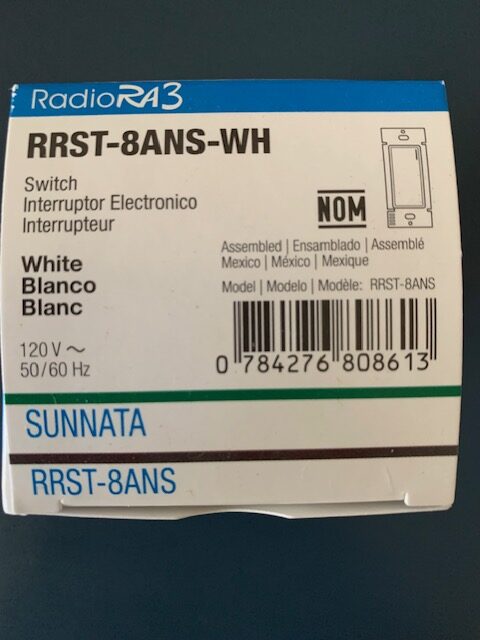 RadioRA3
RRST-8ANS-WH
Switch
Interruptor Electronico
Interrupteur
NOM
White
Blanco
Blanc
Assembled | Ensamblado | Assemblé
Mexico | México | Mexique
Model | Modelo | Modèle: RRST-8ANS
120 V ~
50/60 Hz
0 784276 808613
SUNNATA
RRST-8ANS